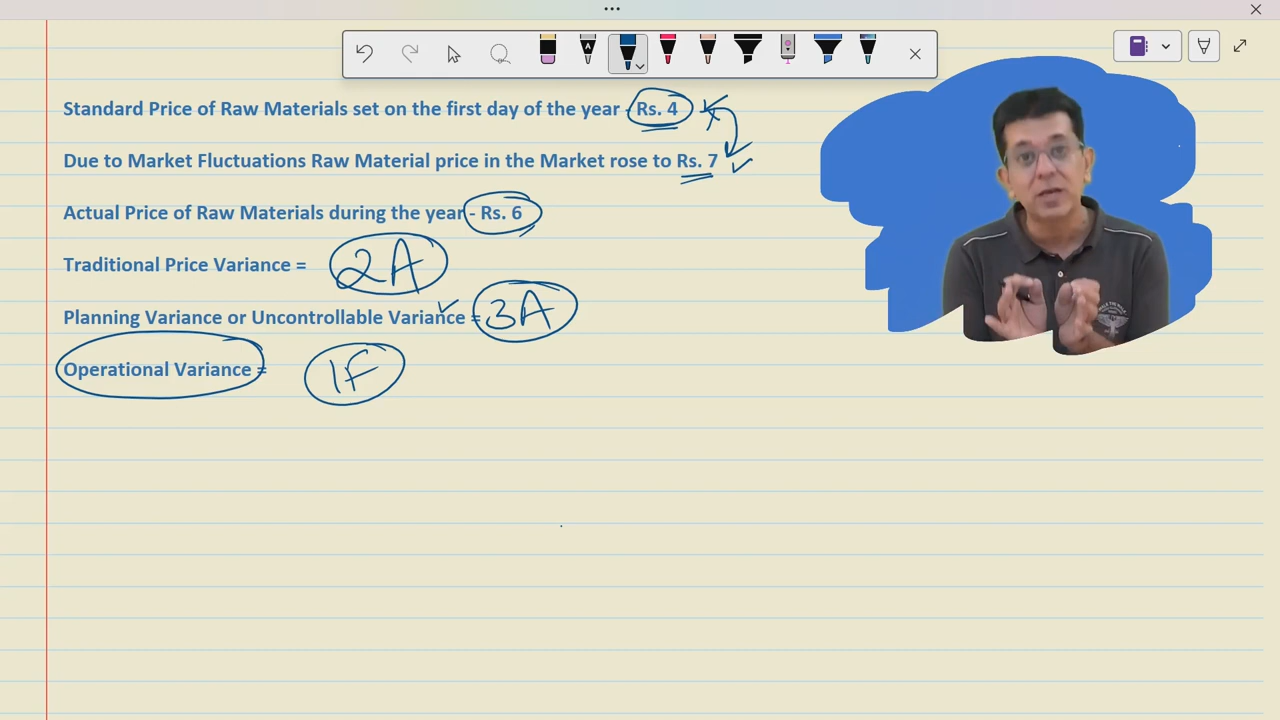 Standard Price of Raw Materials set on the first day of the year - Rs. 4
Due to Market Fluctuations Raw Material price in the Market rose to Rs. 7
Actual Price of Raw Materials during the year - Rs. 6
Traditional Price Variance = 2A
Planning Variance or Uncontrollable Variance = 3A
Operational Variance = 1F